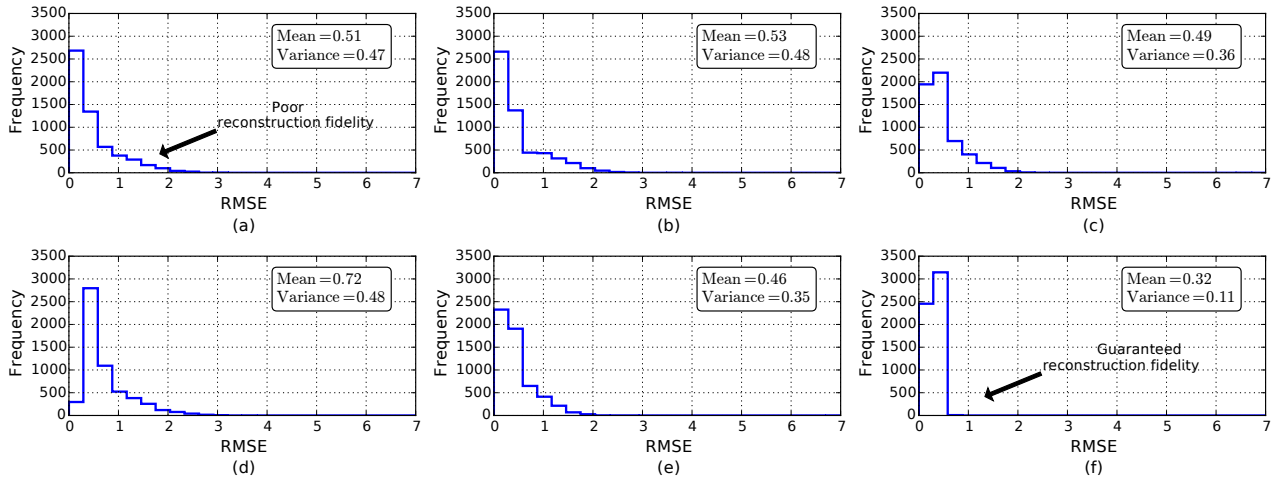 3500
3000
2500
2000
1500
1000
500
0
Frequency
Mean = 0.51
Variance = 0.47
Poor
reconstruction fidelity
0 1 2 3 4 5 6 7
RMSE
(a)
3500
3000
2500
2000
1500
1000
500
0
Frequency
Mean = 0.53
Variance = 0.48
0 1 2 3 4 5 6 7
RMSE
(b)
3500
3000
2500
2000
1500
1000
500
0
Frequency
Mean = 0.49
Variance = 0.36
0 1 2 3 4 5 6 7
RMSE
(c)
3500
3000
2500
2000
1500
1000
500
0
Frequency
Mean = 0.72
Variance = 0.48
0 1 2 3 4 5 6 7
RMSE
(d)
3500
3000
2500
2000
1500
1000
500
0
Frequency
Mean = 0.46
Variance = 0.35
0 1 2 3 4 5 6 7
RMSE
(e)
3500
3000
2500
2000
1500
1000
500
0
Frequency
Mean = 0.32
Variance = 0.11
Guaranteed
reconstruction fidelity
0 1 2 3 4 5 6 7
RMSE
(f)